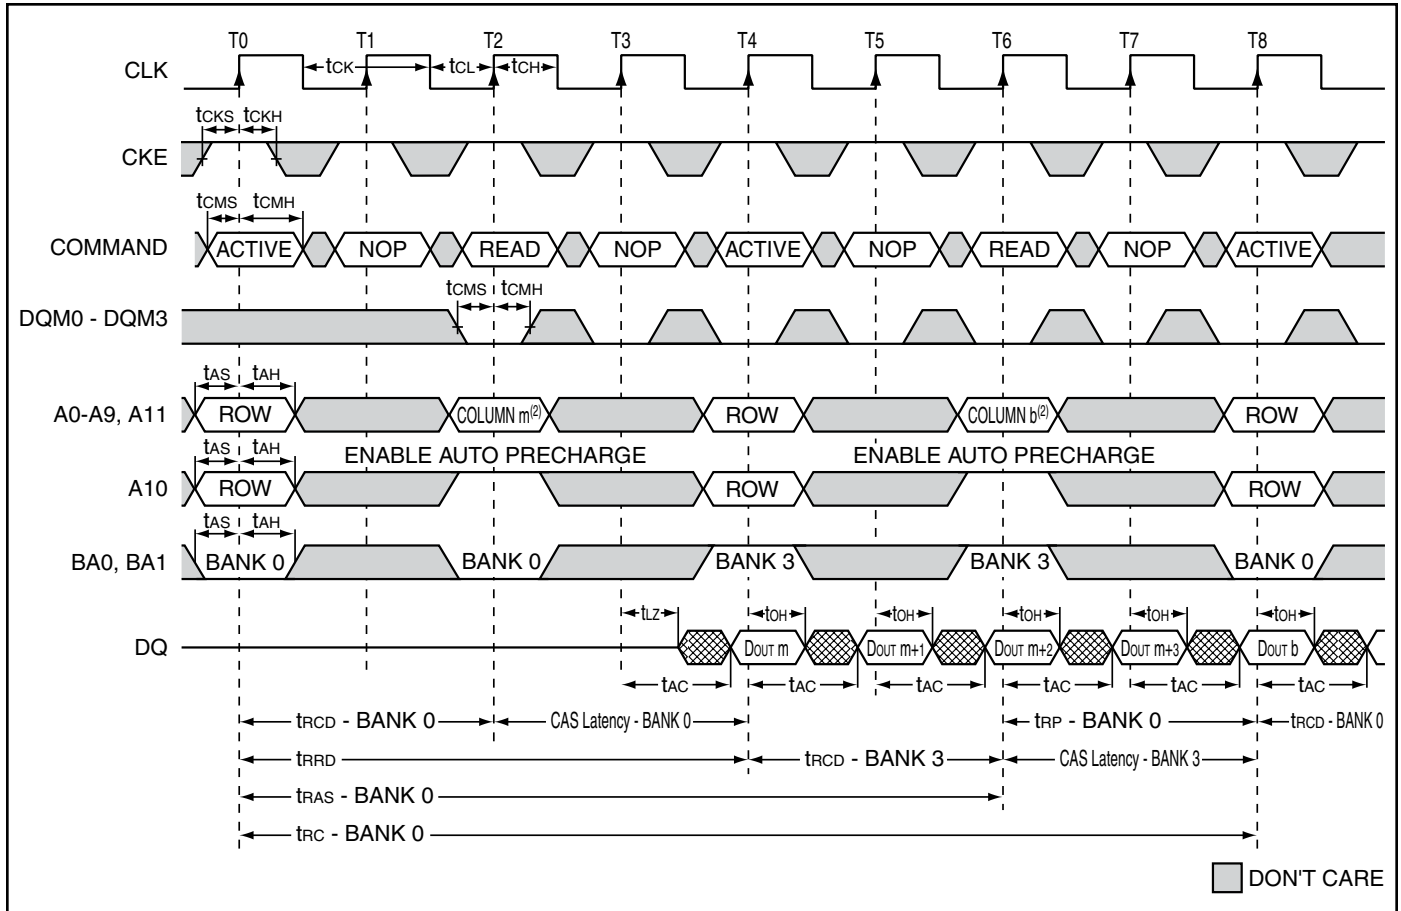 T0 T1 T2 T3 T4 T5 T6 T7 T8
CLK tCK tCL tCH
tCKS tCKH
CKE
tCMS tCMH
COMMAND ACTIVE NOP READ NOP ACTIVE NOP READ NOP ACTIVE
tCMS tCMH
DQM0 - DQM3
tAS tAH
A0-A9, A11 ROW COLUMN m(2) ROW COLUMN b(2) ROW
tAS tAH ENABLE AUTO PRECHARGE ENABLE AUTO PRECHARGE
A10 ROW ROW ROW
tAS tAH
BA0, BA1 BANK 0 BANK 0 BANK 3 BANK 3 BANK 0
tLZ tOH tOH tOH tOH tOH
DQ DOUT m DOUT m+1 DOUT m+2 DOUT m+3 DOUT b
tAC tAC tAC tAC tAC tAC
tRCD - BANK 0 CAS Latency - BANK 0 tRP - BANK 0 tRCD - BANK 0
tRRD tRCD - BANK 3 CAS Latency - BANK 3
tRAS - BANK 0
tRC - BANK 0
DON'T CARE